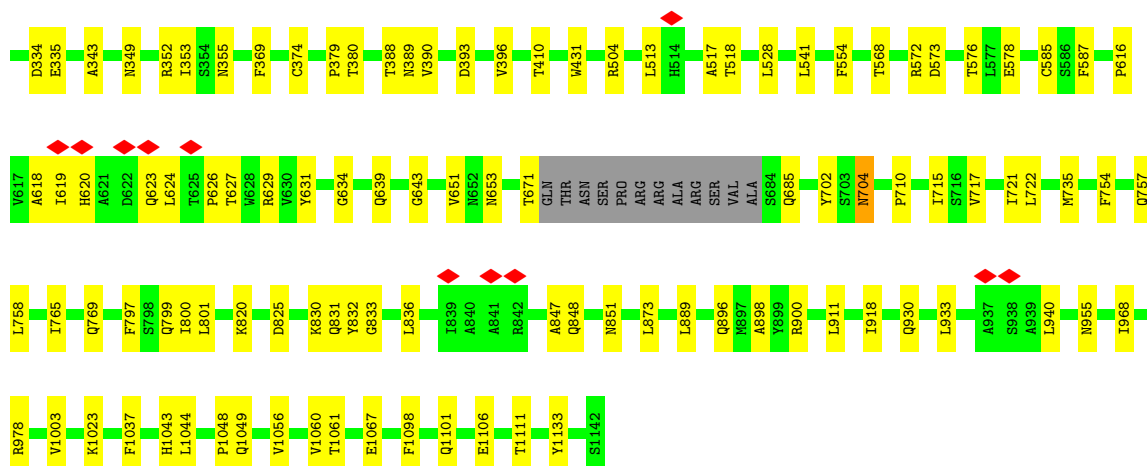 D334 E335 A343 N349 R352 I353 S354 N355 F369 C374 P379 T380 T388 N389 V390 D393 V396 T410 W431 R504 L513 H514 A517 T518 L528 L541 F554 T568 R572 D573 T576 L577 E578 C585 S586 F587 P616
V617 A618 I619 H620 A621 D622 Q623 L624 T625 P626 T627 W628 R629 V630 Y631 G634 Q639 G643 V651 N652 N653 T671 GLN THR ASN SER PRO ARG ARG ALA ARG SER VAL ALA S684 Q685 Y702 S703 N704 P710 I715 S716 V717 I721 L722 M735 F754 Q757
L758 I765 Q769 F797 S798 Q799 I800 L801 K820 D825 K830 Q831 Y832 G833 L836 I839 A840 A841 R842 A847 Q848 N851 L873 L889 Q896 M897 A898 Y899 R900 L911 I918 Q930 L933 A937 S938 A939 L940 N955 I968
R978 V1003 K1023 F1037 H1043 L1044 P1048 Q1049 V1056 V1060 T1061 E1067 F1098 Q1101 E1106 T1111 Y1133 S1142